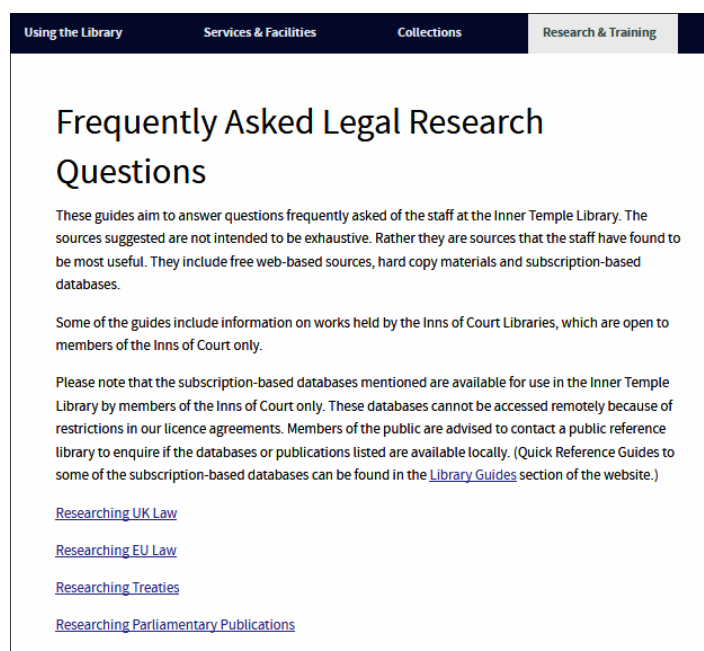 Using the Library Services & Facilities Collections Research & Training
Frequently Asked Legal Research
Questions
These guides aim to answer questions frequently asked of the staff at the Inner Temple Library. The
sources suggested are not intended to be exhaustive. Rather they are sources that the staff have found to
be most useful. They include free web-based sources, hard copy materials and subscription-based
databases.
Some of the guides include information on works held by the Inns of Court Libraries, which are open to
members of the Inns of Court only.
Please note that the subscription-based databases mentioned are available for use in the Inner Temple
Library by members of the Inns of Court only. These databases cannot be accessed remotely because of
restrictions in our licence agreements. Members of the public are advised to contact a public reference
library to enquire if the databases or publications listed are available locally. (Quick Reference Guides to
some of the subscription-based databases can be found in the Library Guides section of the website.)
Researching UK Law
Researching EU Law
Researching Treaties
Researching Parliamentary Publications